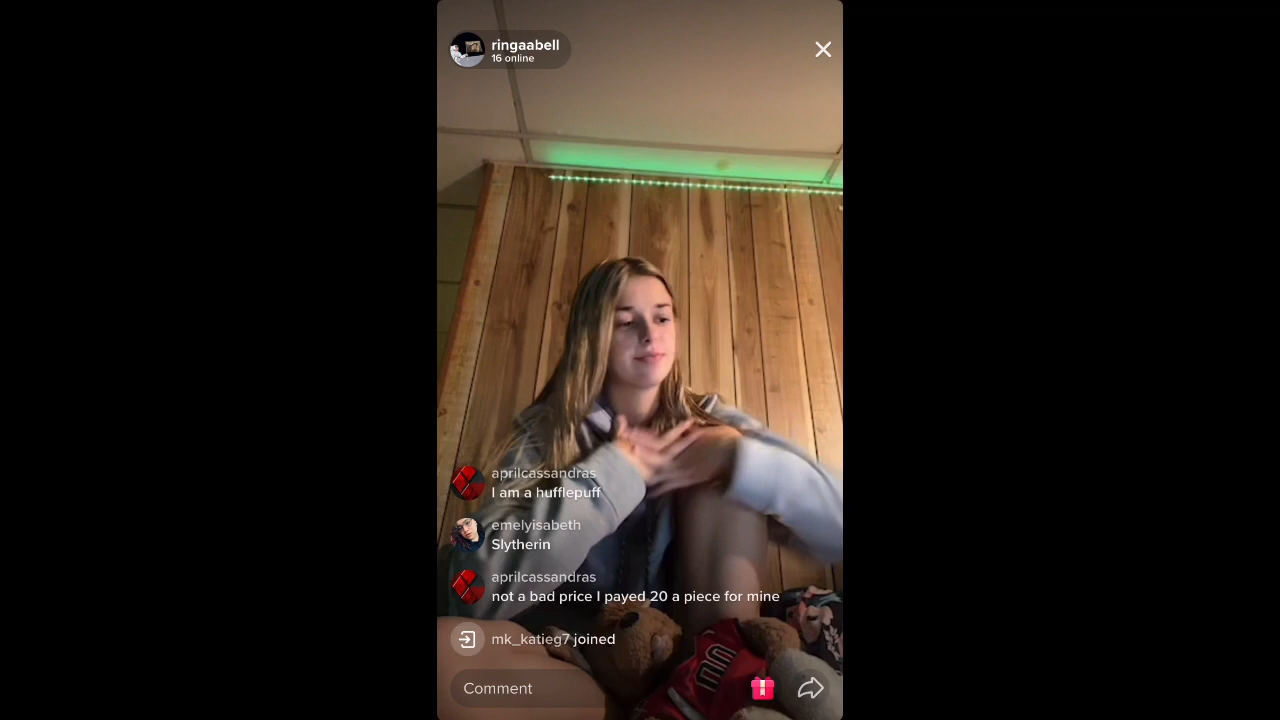 ringaabell
16 online
aprilcassandras
I am a hufflepuff
emelyisabeth
Slytherin
aprilcassandras
not a bad price I payed 20 a piece for mine
mk_katieg7 joined
Comment